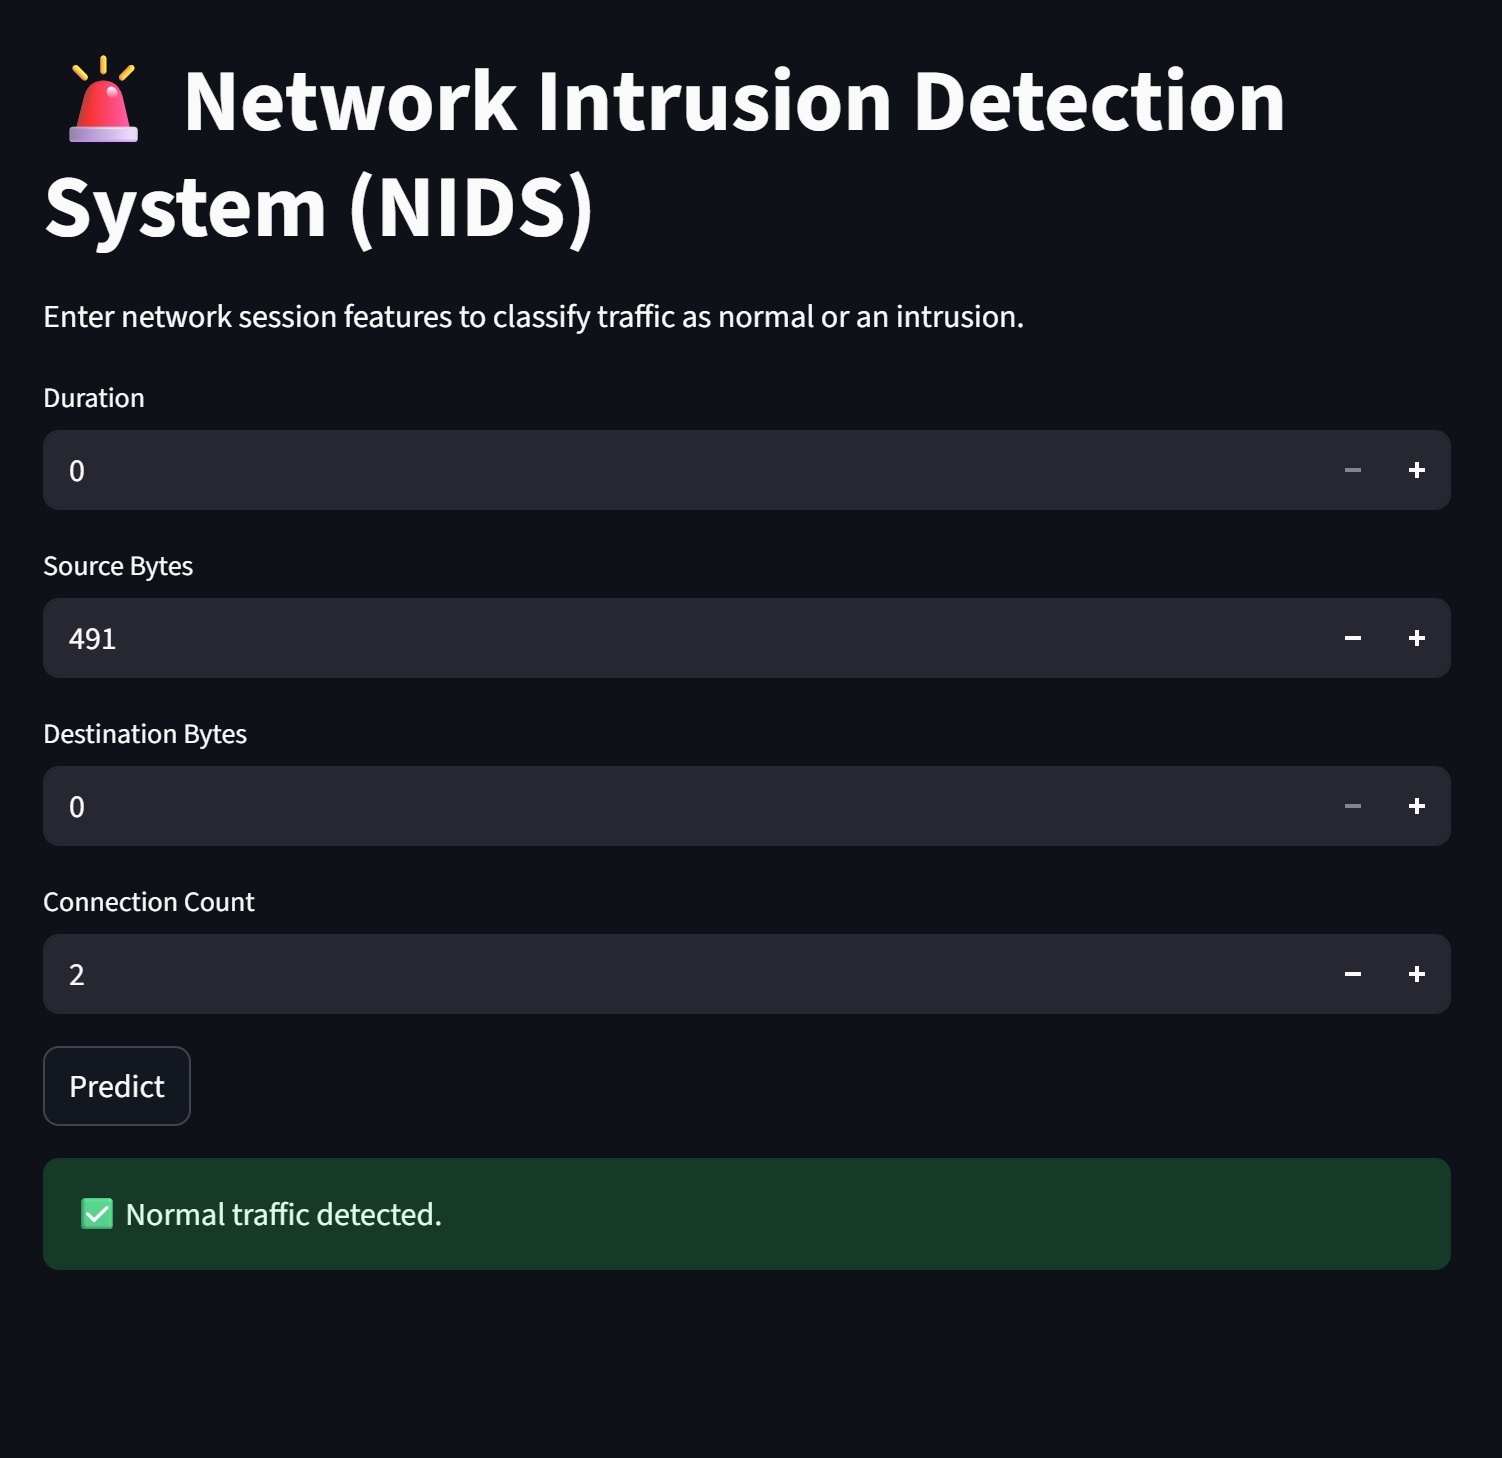 🚨 Network Intrusion Detection
System (NIDS)
Enter network session features to classify traffic as normal or an intrusion.
Duration
0
Source Bytes
491
Destination Bytes
0
Connection Count
2
Predict
✅ Normal traffic detected.